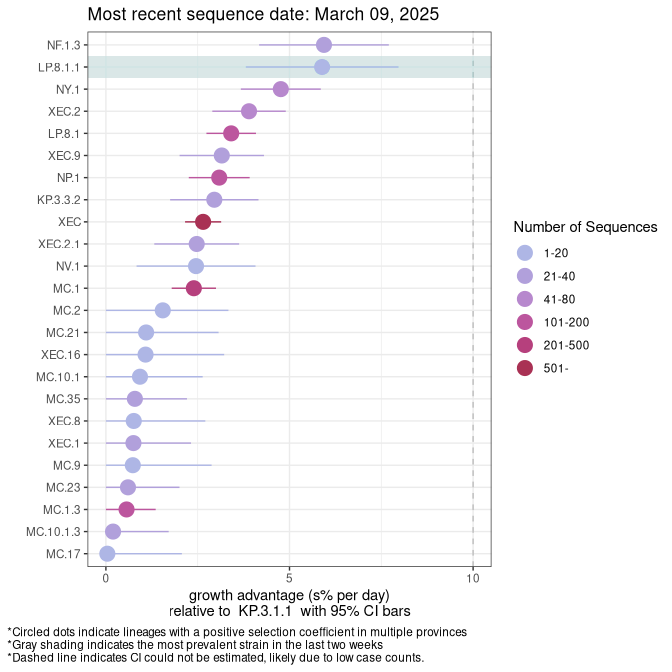 Most recent sequence date: March 09, 2025
NF.1.3
LP.8.1.1
NY.1
XEC.2
LP.8.1
XEC.9
NP.1
KP.3.3.2
XEC
XEC.2.1
NV.1
MC.1
MC.2
MC.21
XEC.16
MC.10.1
MC.35
XEC.8
XEC.1
MC.9
MC.23
MC.1.3
MC.10.1.3
MC.17
0 5 10
growth advantage (s% per day)
relative to KP.3.1.1 with 95% CI bars
Number of Sequences
1-20
21-40
41-80
101-200
201-500
501-
*Circled dots indicate lineages with a positive selection coefficient in multiple provinces
*Gray shading indicates the most prevalent strain in the last two weeks
*Dashed line indicates CI could not be estimated, likely due to low case counts.